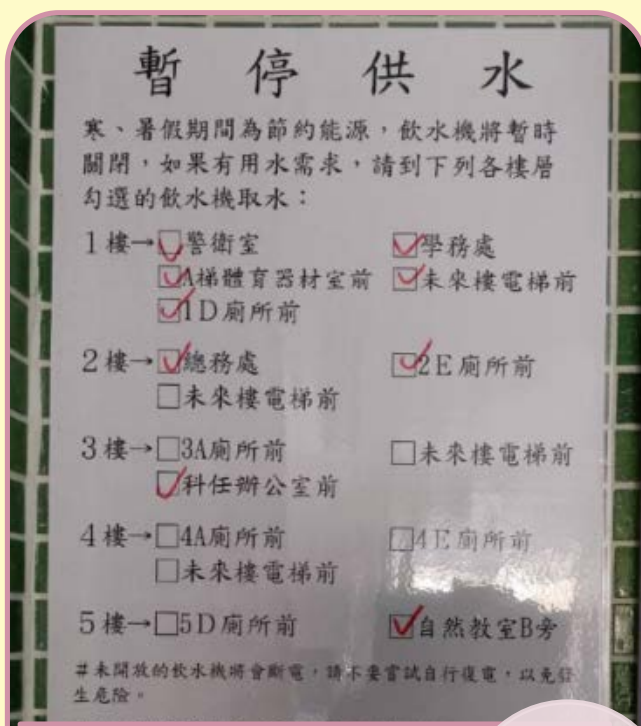 暫停供水
寒、暑假期間為節約能源，飲水機將暫時
關閉，如果有用水需求，請到下列各樓層
勾選的飲水機取水：
1樓→☑警衛室 ☑學務處
☑A梯體育器材室前 ☑未來樓電梯前
☑1D廁所前
2樓→☑總務處 ☑2E廁所前
□未來樓電梯前
3樓→□3A廁所前 □未來樓電梯前
☑科任辦公室前
4樓→□4A廁所前 □4E廁所前
□未來樓電梯前
5樓→□5D廁所前 ☑自然教室B旁
#未開放的飲水機將會斷電，請不要嘗試自行復電，以免發
生危險。